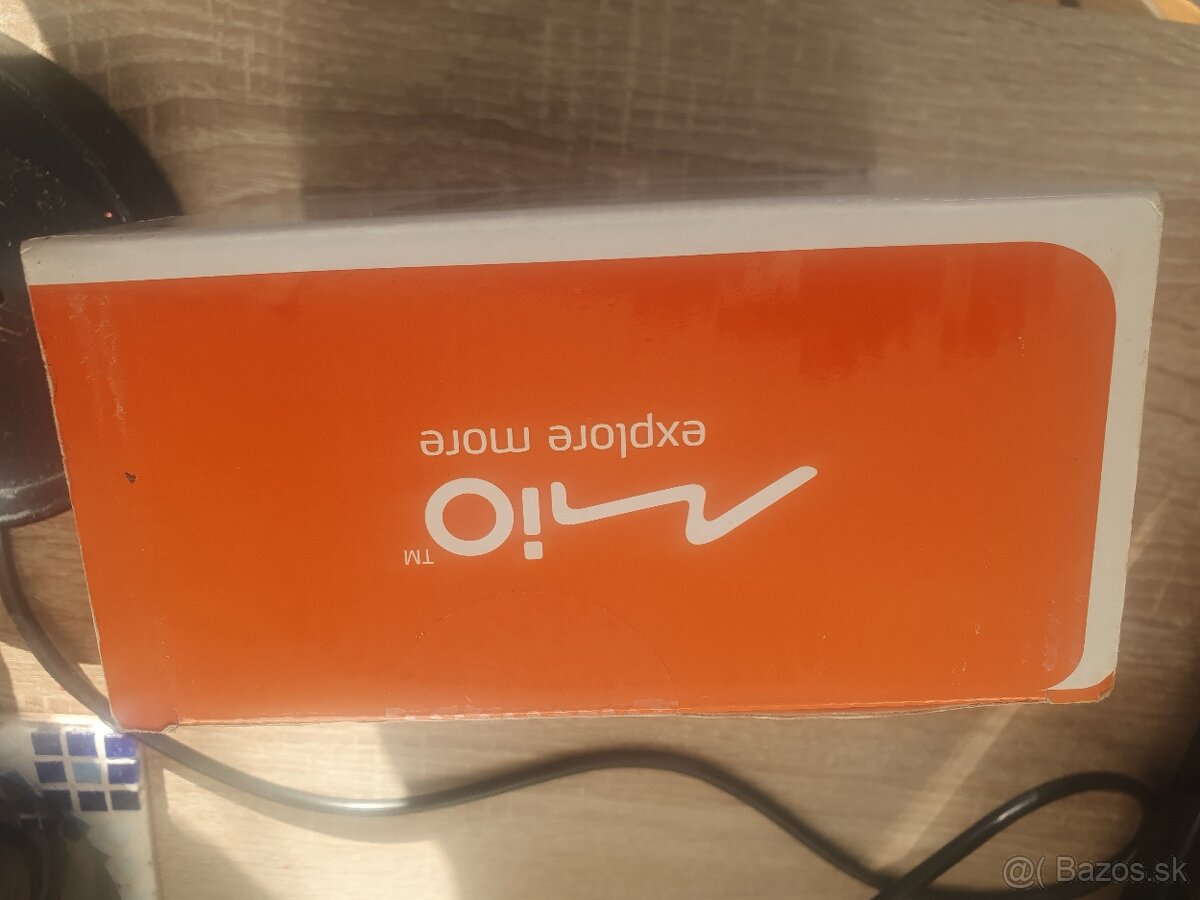 Mio™
explore more
@( Bazos.sk